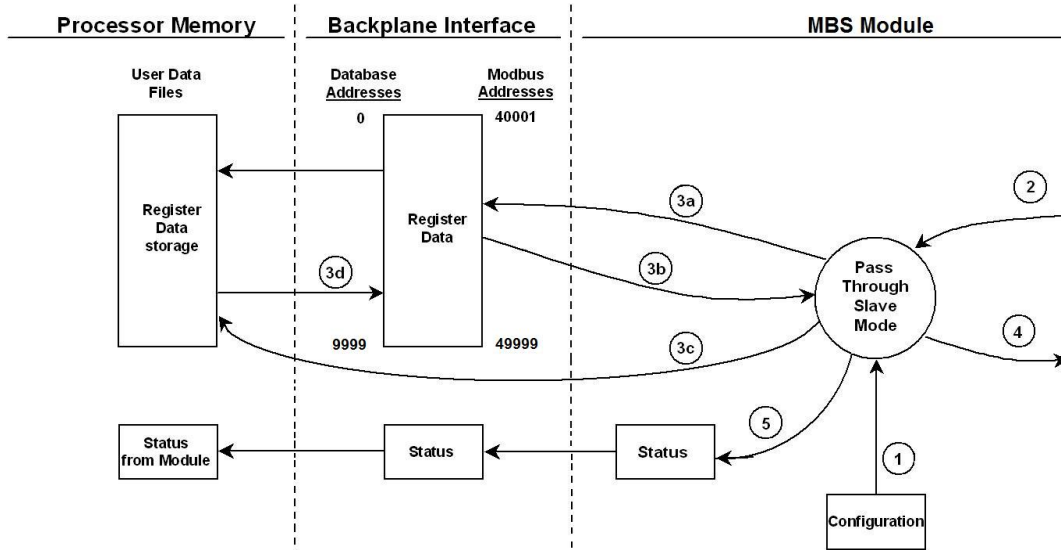 Processor Memory
Backplane Interface
MBS Module
User Data
Files
Database
Addresses
Modbus
Addresses
0
40001
Register
Data
storage
Register
Data
3a
2
3d
3b
Pass
Through
Slave
Mode
9999
49999
3c
4
5
Status
from Module
Status
Status
1
Configuration